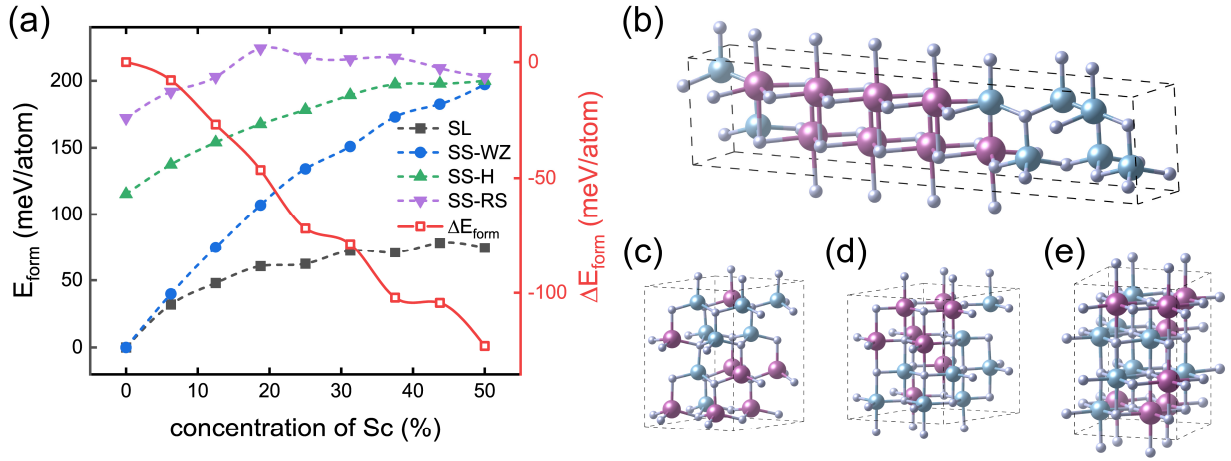 (a)
E_form (meV/atom)
200
150
100
50
0
0
-50
-100
ΔE_form (meV/atom)
SL
SS-WZ
SS-H
SS-RS
ΔE_form
0 10 20 30 40 50
concentration of Sc (%)
(b)
(c) (d) (e)